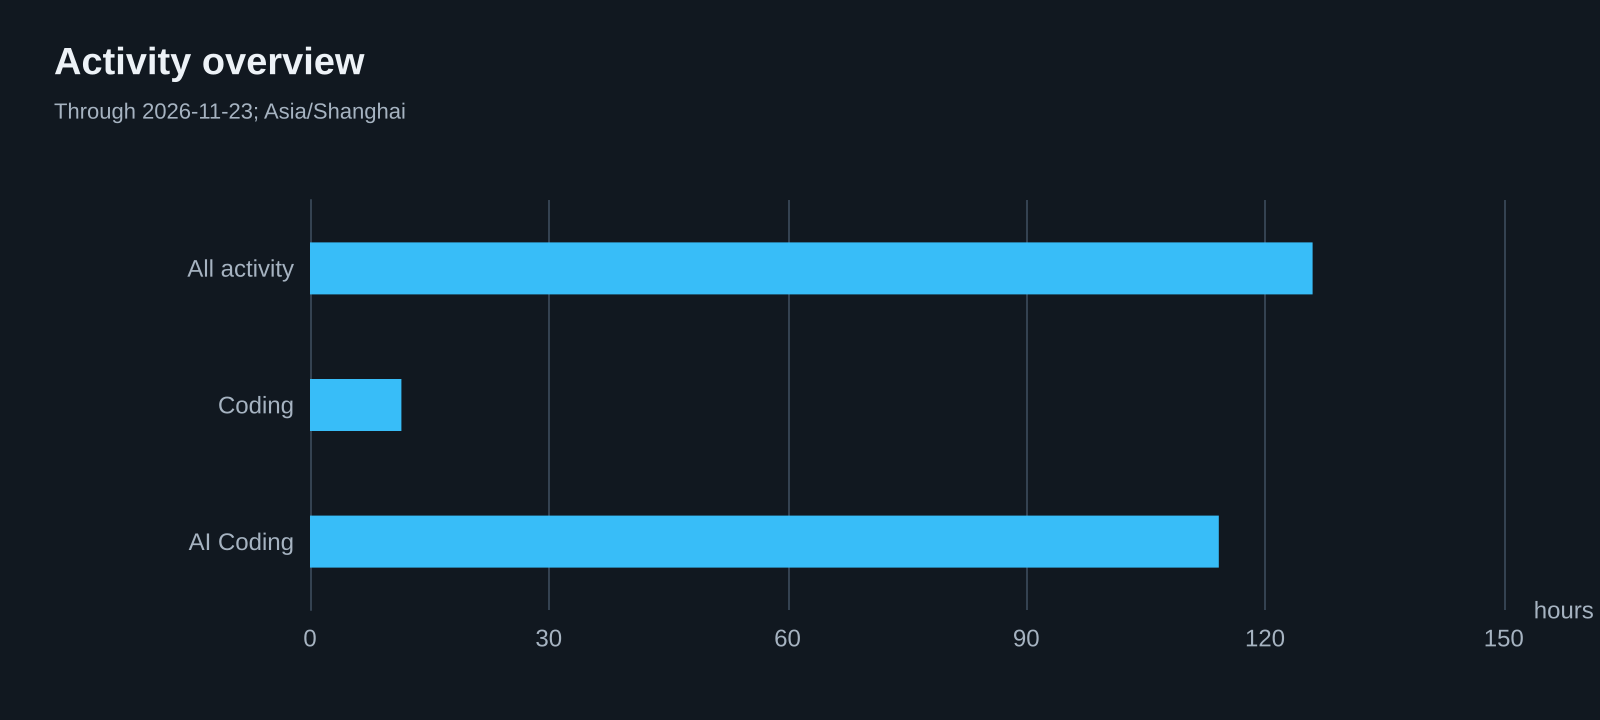 Activity overview
Through 2026-11-23; Asia/Shanghai
All activity
Coding
AI Coding
hours
0 30 60 90 120 150